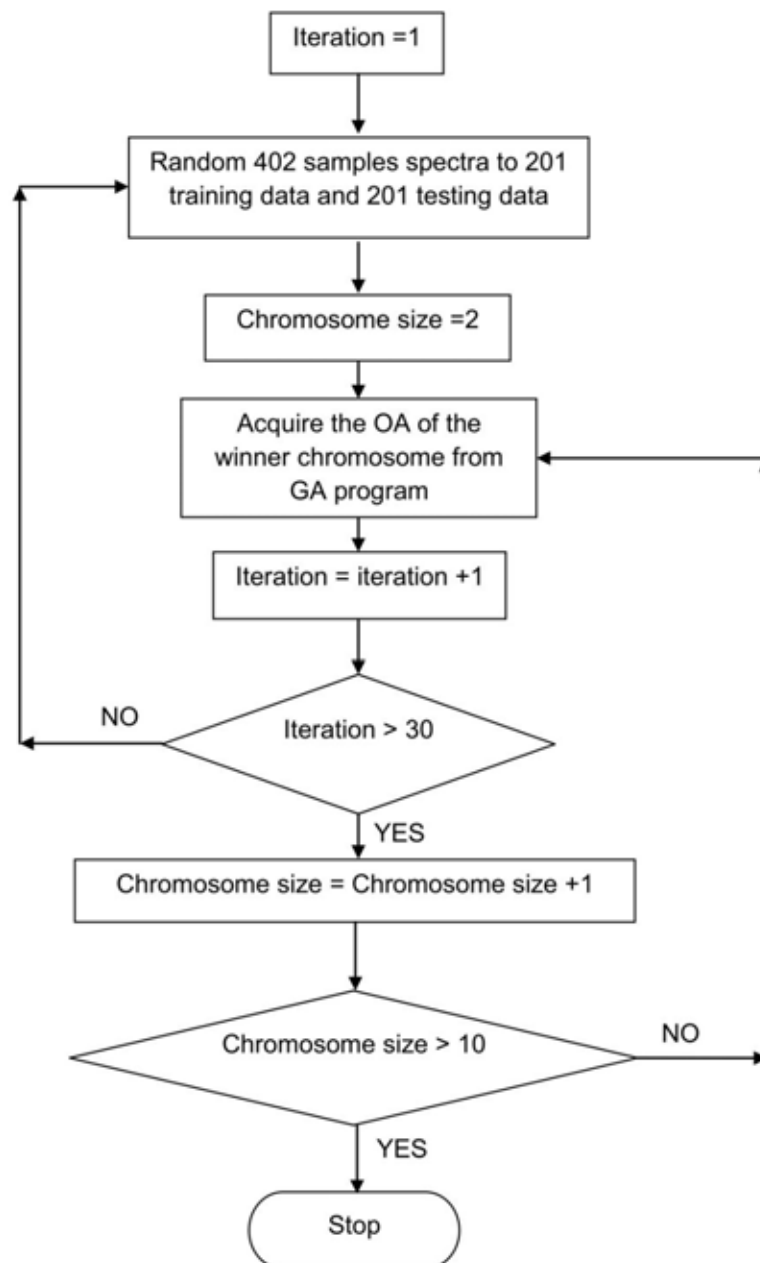 Iteration =1
Random 402 samples spectra to 201
training data and 201 testing data
Chromosome size =2
Acquire the OA of the
winner chromosome from
GA program
Iteration = iteration +1
NO
Iteration > 30
YES
Chromosome size = Chromosome size +1
Chromosome size > 10
NO
YES
Stop